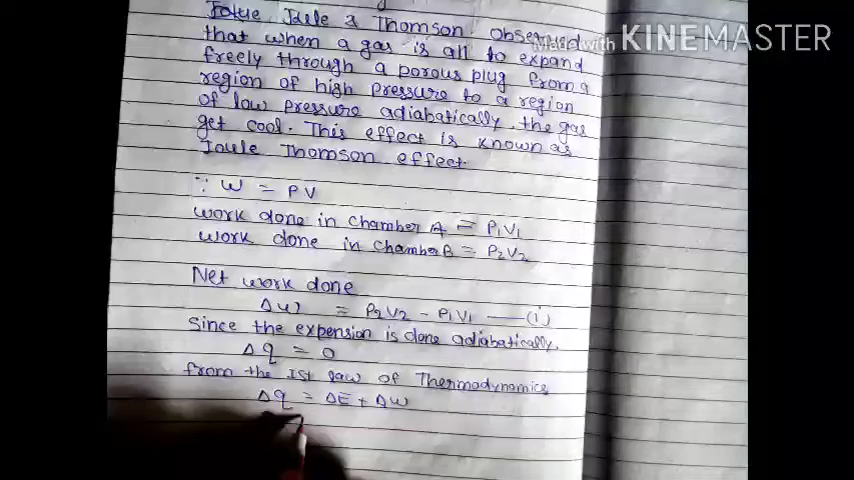 Joule, Jule & Thomson observed
that when a gas is all to expand
freely through a porous plug from a
region of high pressure to a region
of low pressure adiabatically, the gas
get cool. This effect is known as
Joule Thomson effect.
∵ W = PV
work done in chamber A = P₁V₁
work done in chamber B = P₂V₂
Net work done
ΔW = P₂V₂ - P₁V₁ —— (i)
Since the expension is done adiabatically,
Δq = 0
from the Ist law of Thermodynamics
Δq = ΔE + ΔW
Made with KINEMASTER